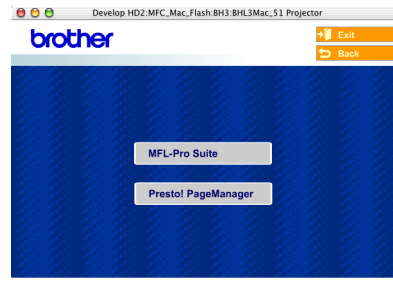 Develop HD2:MFC_Mac_Flash:BH3:BHL3Mac_51 Projector
brother
Exit
Back
MFL-Pro Suite
Presto! PageManager